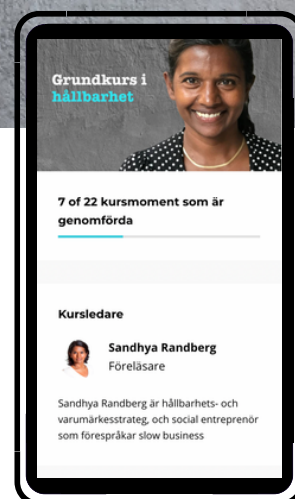 Grundkurs i
hållbarhet
7 of 22 kursmoment som är
genomförda
Kursledare
Sandhya Randberg
Föreläsare
Sandhya Randberg är hållbarhets- och
varumärkesstrateg, och social entreprenör
som förespråkar slow business